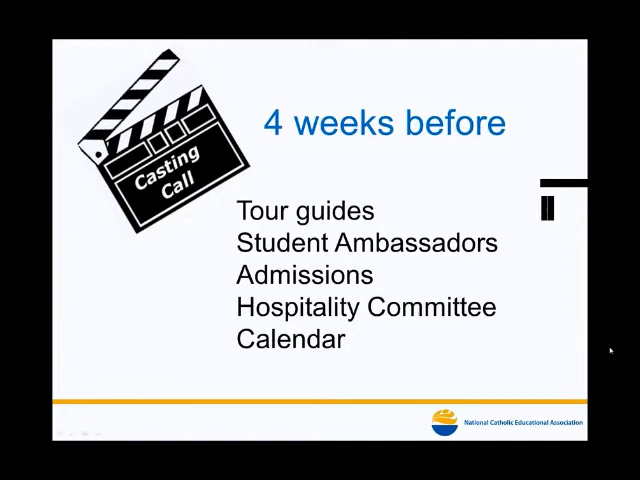 Casting
Call
4 weeks before
Tour guides
Student Ambassadors
Admissions
Hospitality Committee
Calendar
National Catholic Educational Association